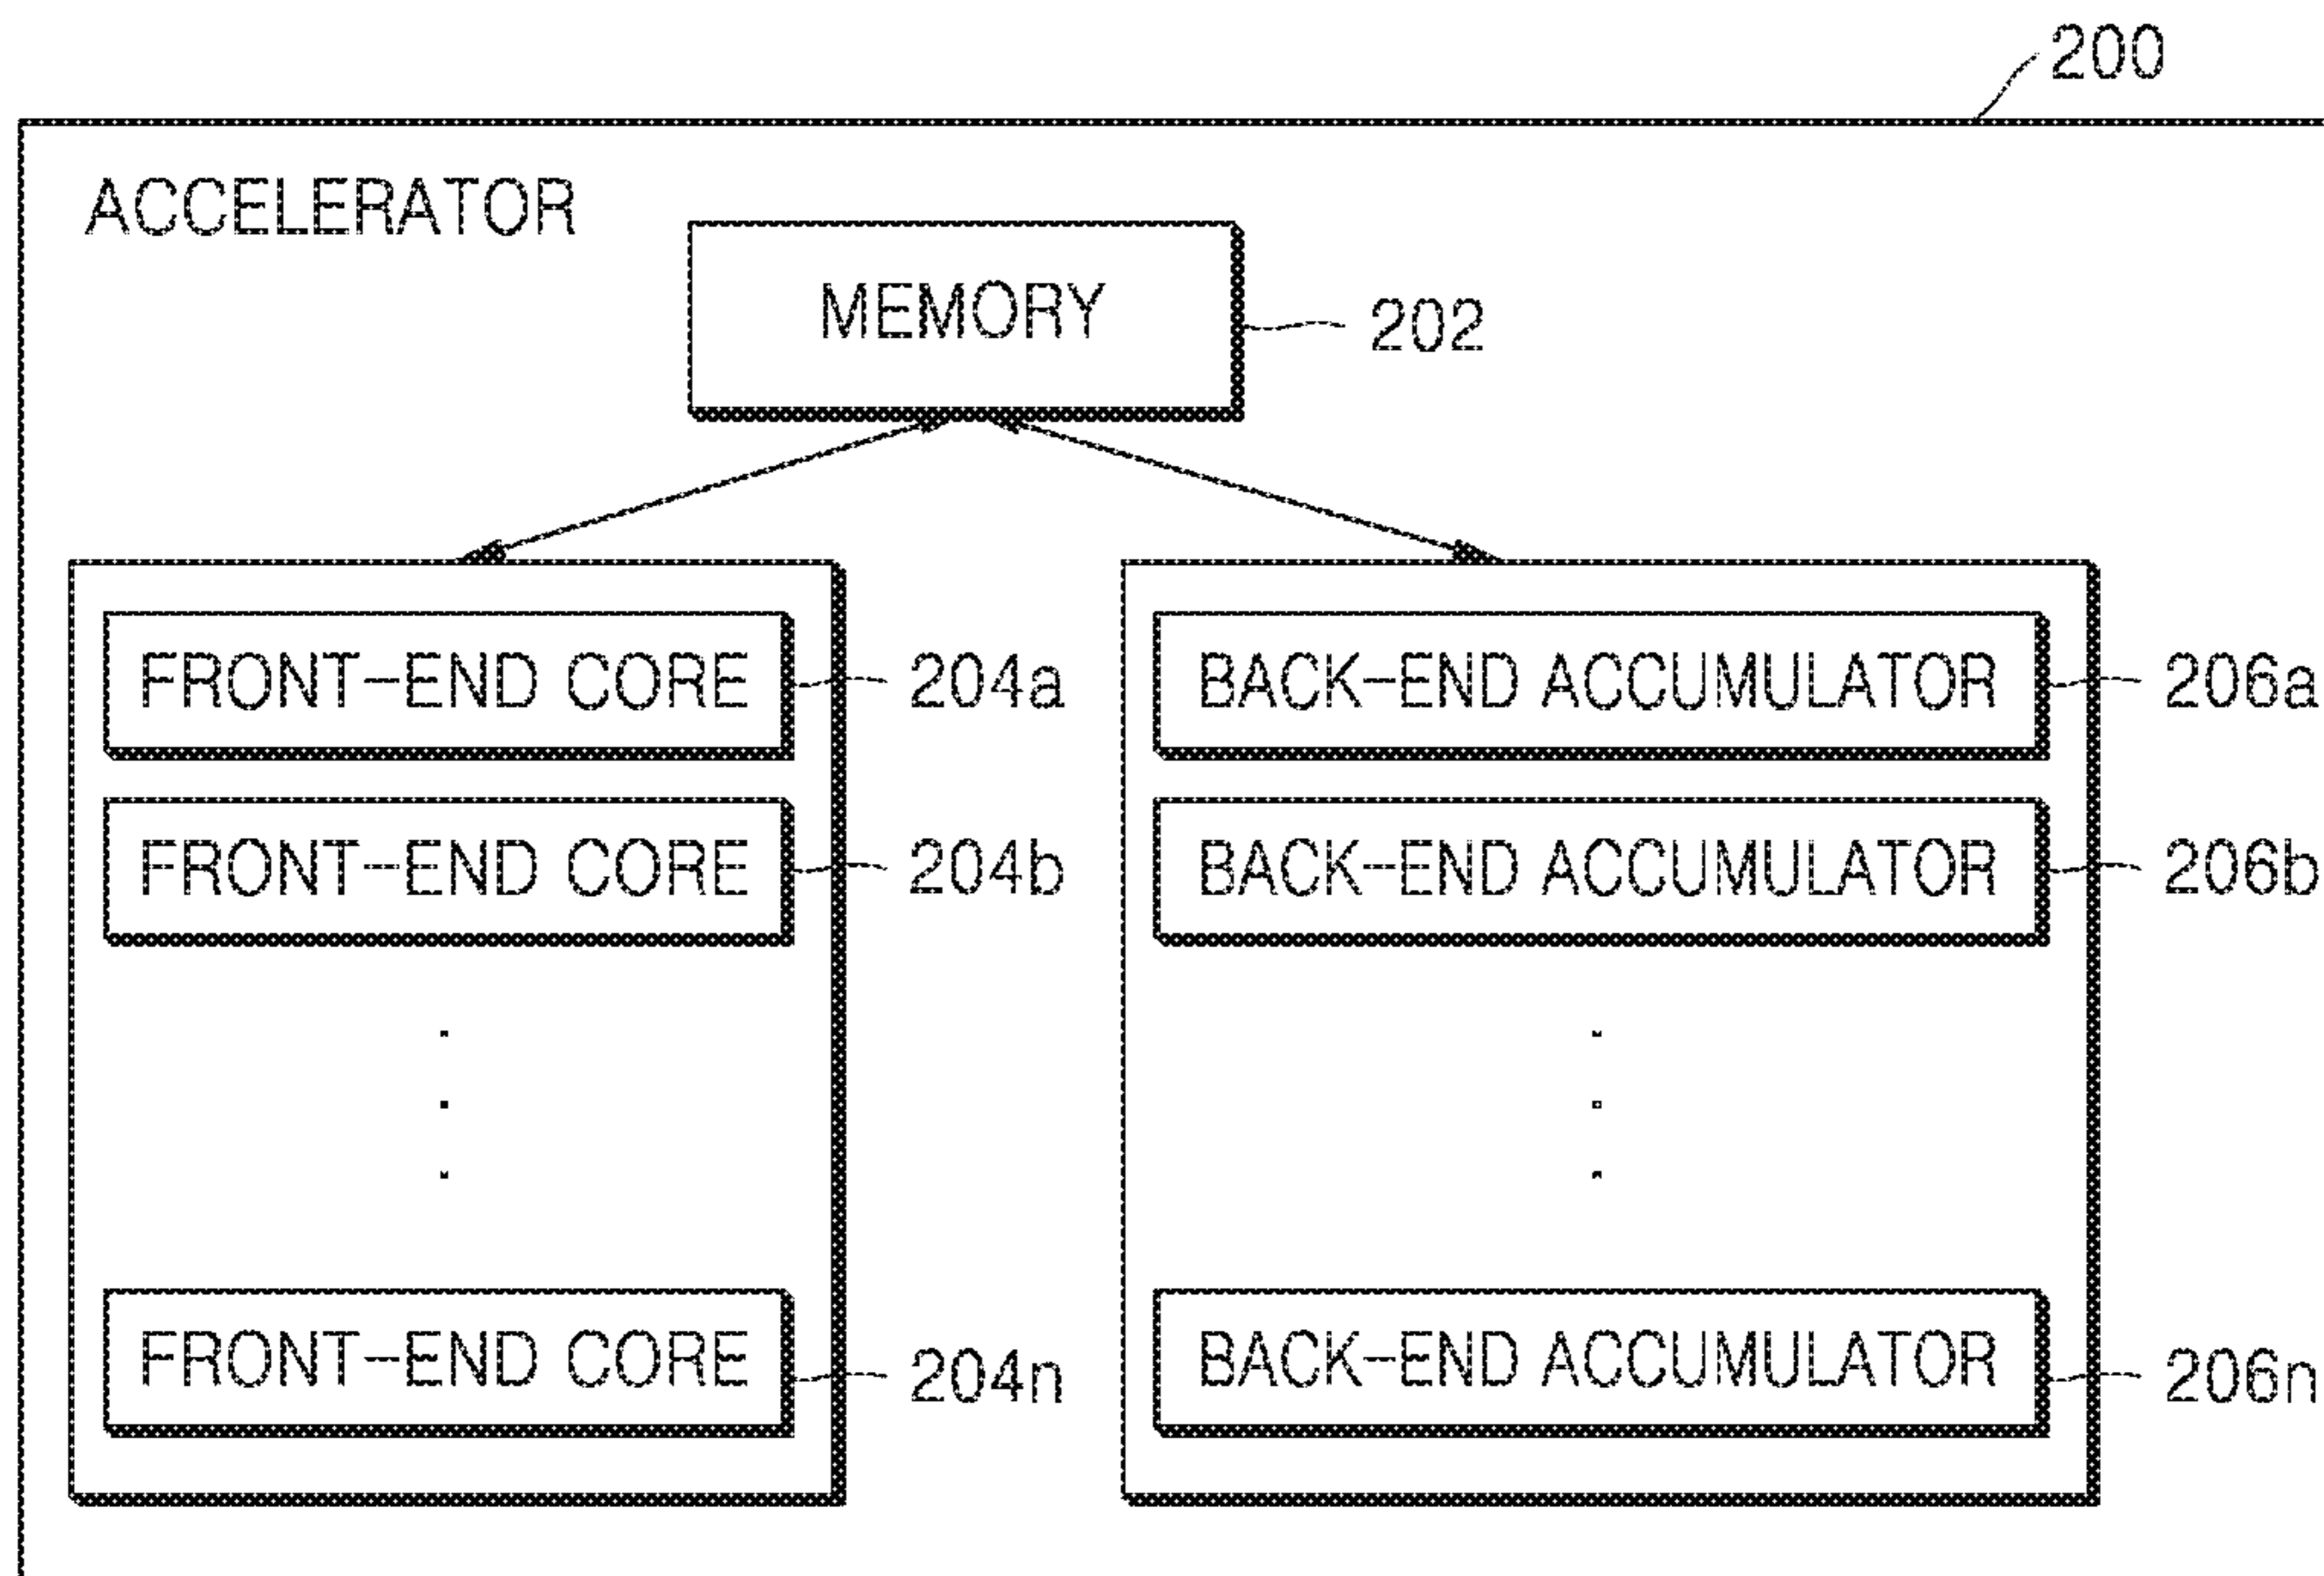 200
ACCELERATOR
MEMORY
202
FRONT-END CORE
204a
BACK-END ACCUMULATOR
206a
FRONT-END CORE
204b
BACK-END ACCUMULATOR
206b
FRONT-END CORE
204n
BACK-END ACCUMULATOR
206n